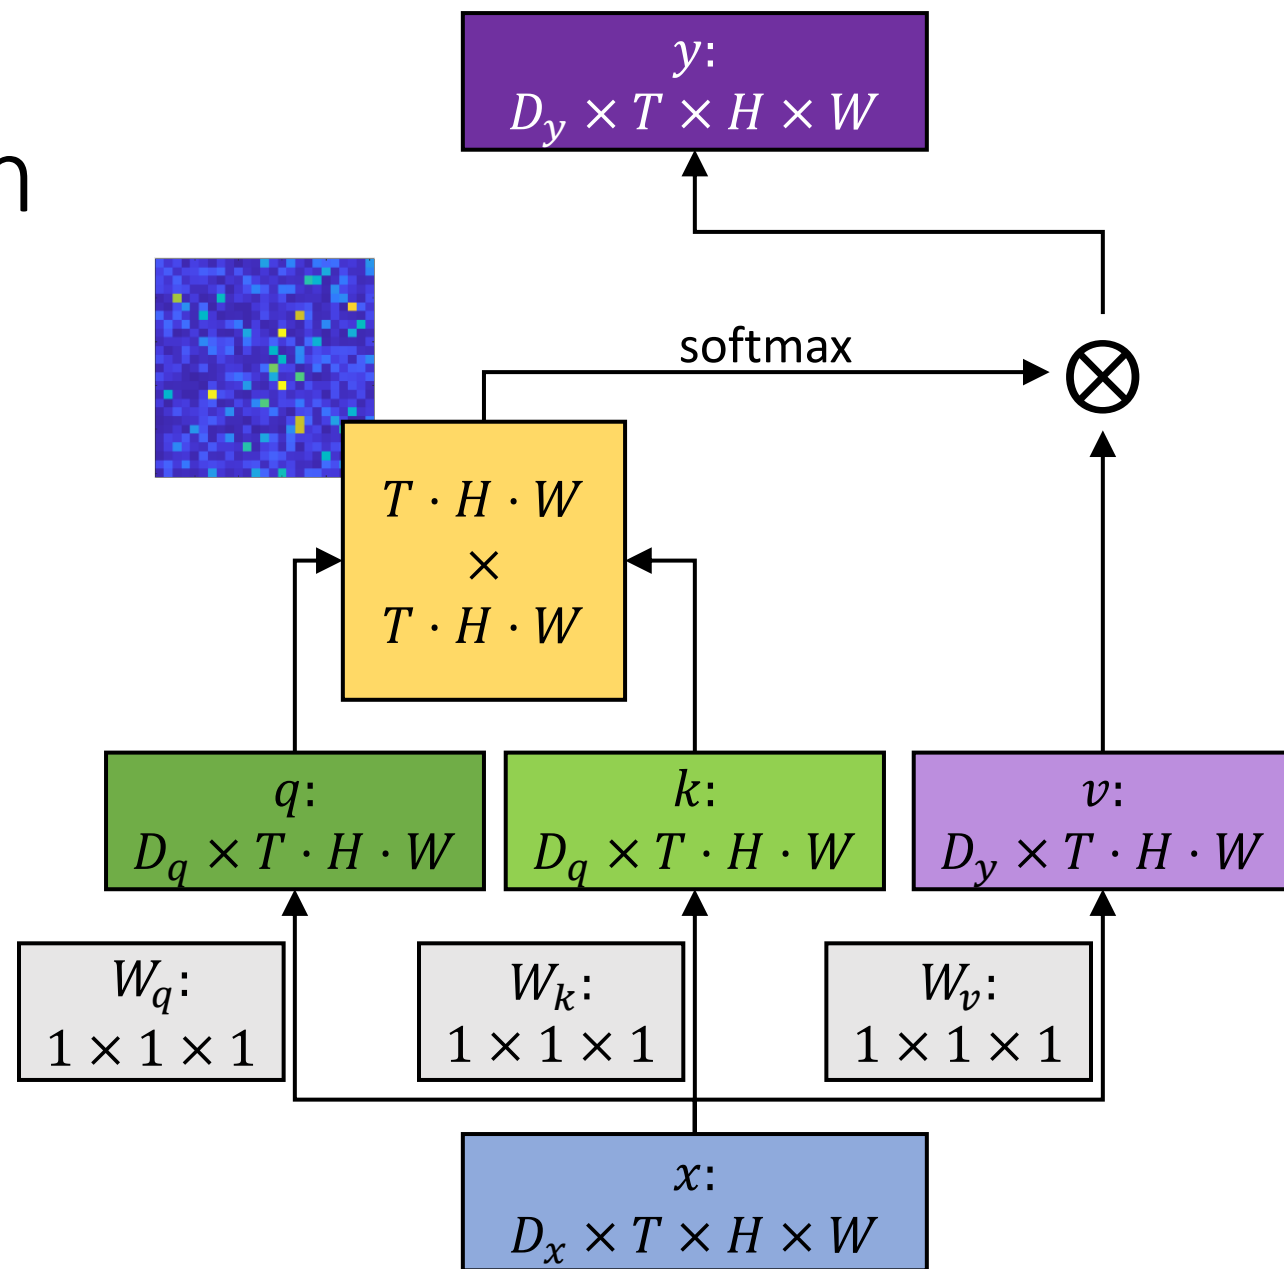 n
y:
D_y × T × H × W
softmax
T · H · W
×
T · H · W
q:
D_q × T · H · W
k:
D_q × T · H · W
v:
D_y × T · H · W
W_q:
1 × 1 × 1
W_k:
1 × 1 × 1
W_v:
1 × 1 × 1
x:
D_x × T × H × W